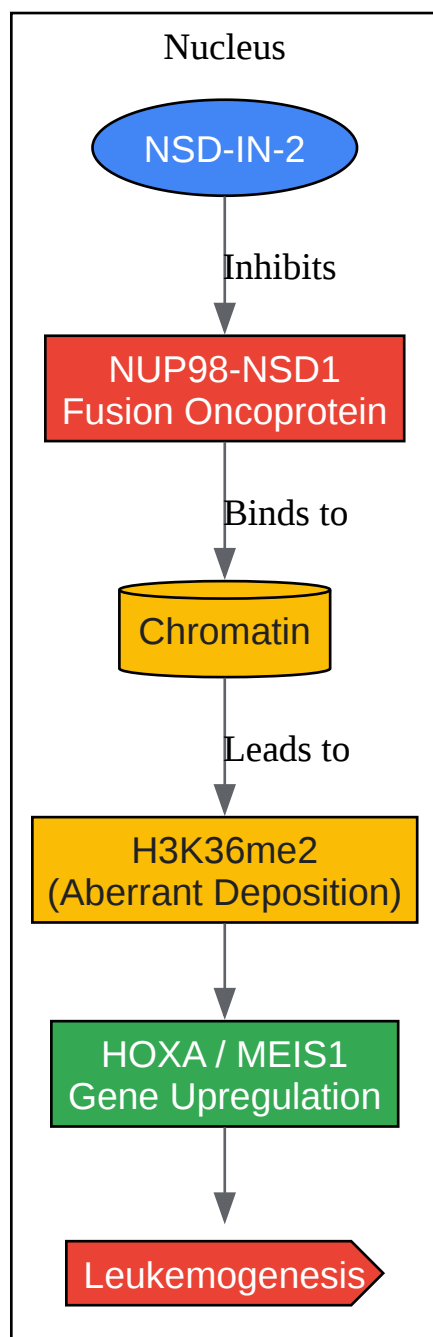 Nucleus
NSD-IN-2
Inhibits
NUP98-NSD1
Fusion Oncoprotein
Binds to
Chromatin
Leads to
H3K36me2
(Aberrant Deposition)
HOXA / MEIS1
Gene Upregulation
Leukemogenesis